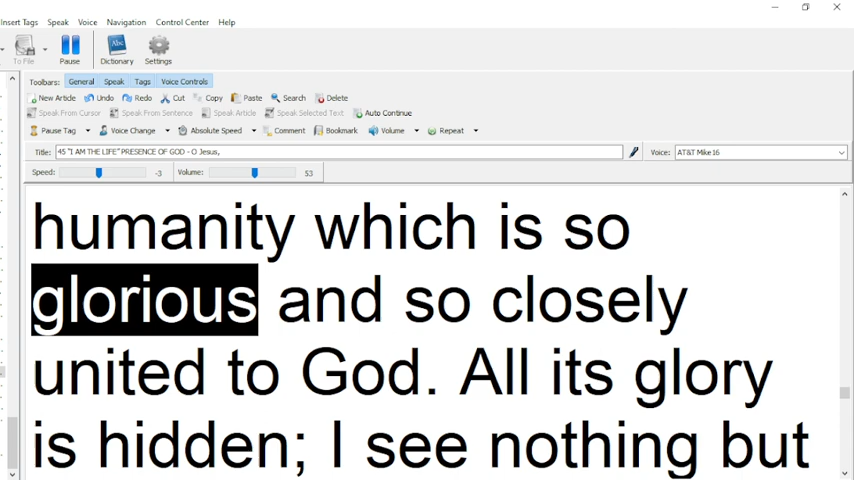 Insert Tags Speak Voice Navigation Control Center Help
To File Pause Abc Dictionary Settings
Toolbars: General Speak Tags Voice Controls
New Article Undo Redo Cut Copy Paste Search Delete
Speak From Cursor Speak From Sentence Speak Article Speak Selected Text Auto Continue
Pause Tag Voice Change Absolute Speed Comment Bookmark Volume Repeat
Title: 45 "I AM THE LIFE" PRESENCE OF GOD - O Jesus, Voice: AT&T Mike16
Speed: -3 Volume: 53
humanity which is so
glorious and so closely
united to God. All its glory
is hidden; I see nothing but